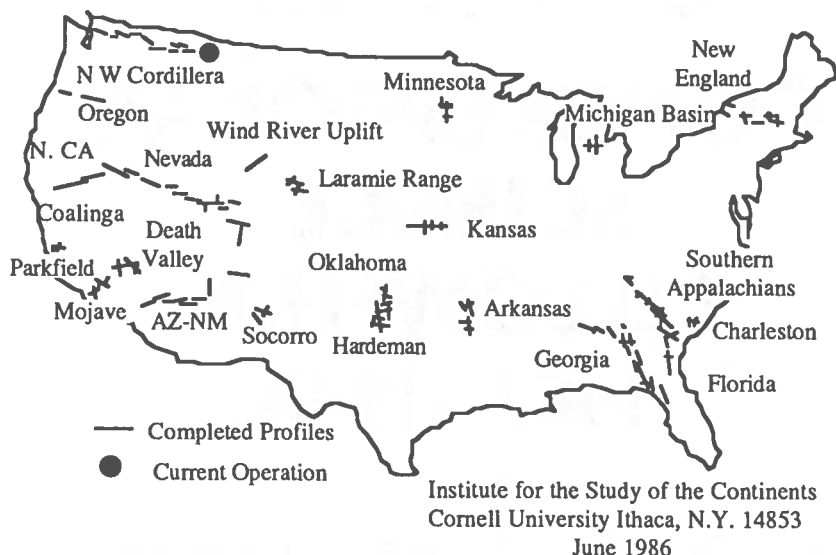 New
England
N W Cordillera
Minnesota
Oregon
Michigan Basin
Wind River Uplift
N. CA
Nevada
Laramie Range
Coalinga
Death
Valley
Kansas
Parkfield
Oklahoma
Southern
Appalachians
Mojave
AZ-NM
Socorro
Hardeman
Arkansas
Charleston
Georgia
Florida
Completed Profiles
Current Operation
Institute for the Study of the Continents
Cornell University Ithaca, N.Y. 14853
June 1986